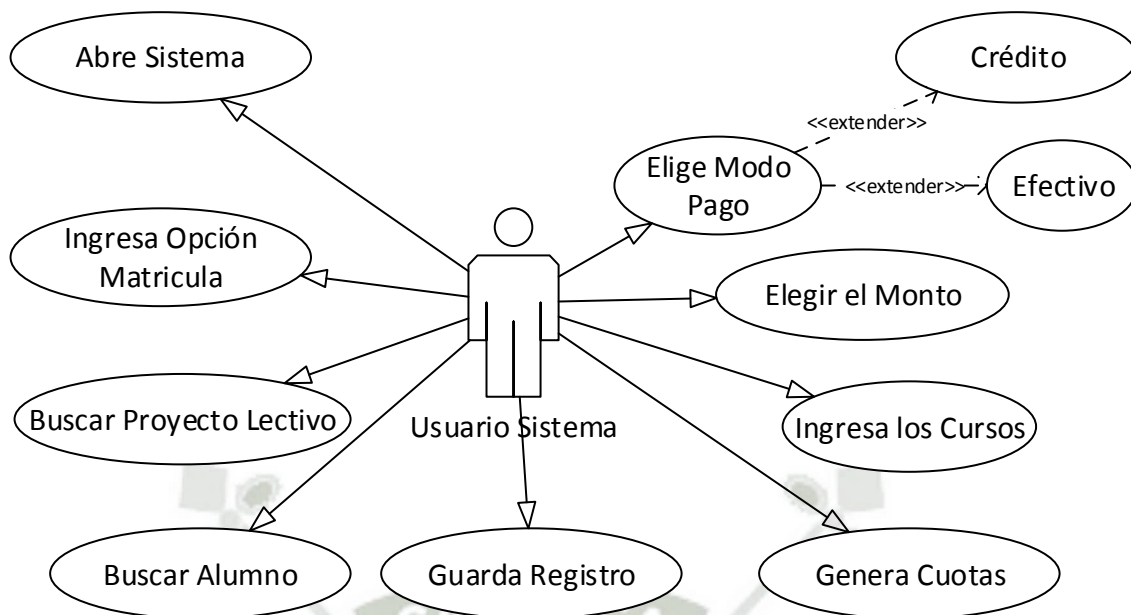 Abre Sistema
Crédito
<<extender>>
Elige Modo
Pago
<<extender>>
Efectivo
Ingresa Opción
Matricula
Elegir el Monto
Buscar Proyecto Lectivo
Usuario Sistema
Ingresa los Cursos
Buscar Alumno
Guarda Registro
Genera Cuotas